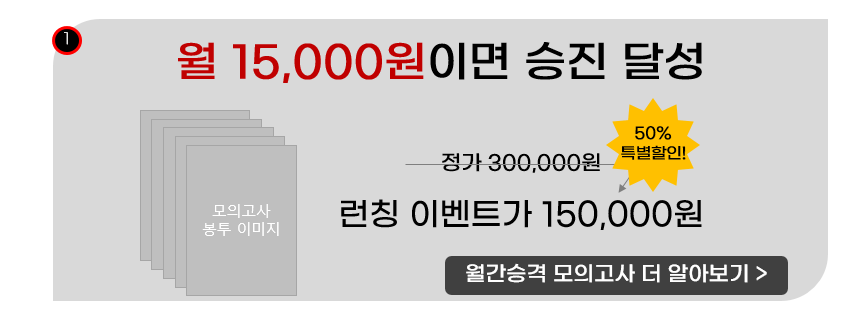 1
월 15,000원이면 승진 달성
50%
특별할인!
정가 300,000원
런칭 이벤트가 150,000원
모의고사
봉투 이미지
월간승격 모의고사 더 알아보기 >